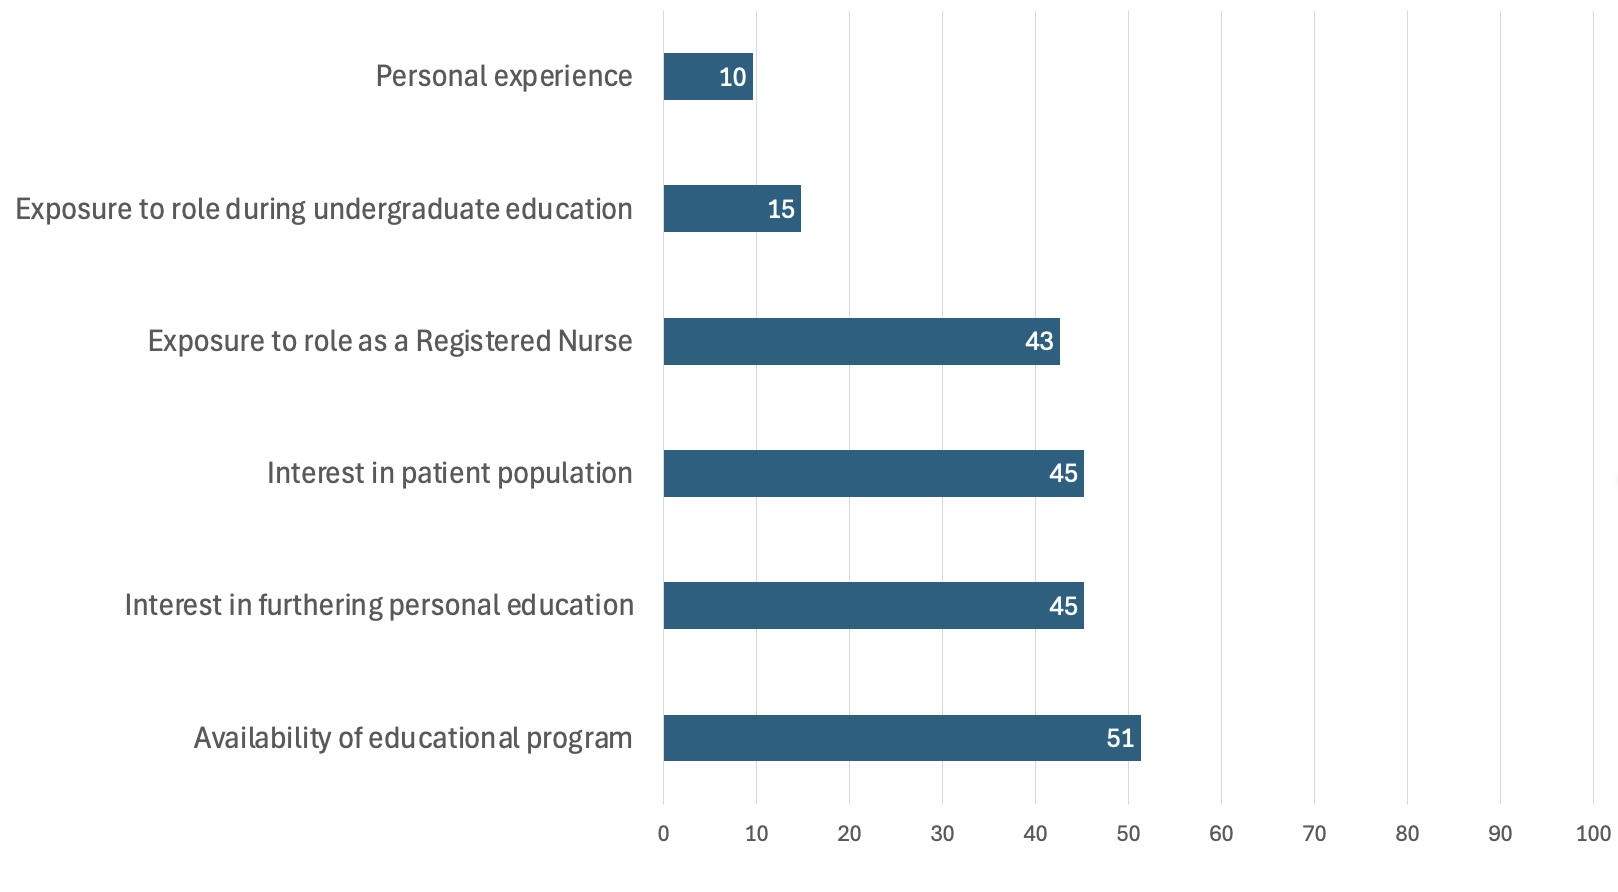 Personal experience 10
Exposure to role during undergraduate education 15
Exposure to role as a Registered Nurse 43
Interest in patient population 45
Interest in furthering personal education 45
Availability of educational program 51
0 10 20 30 40 50 60 70 80 90 100